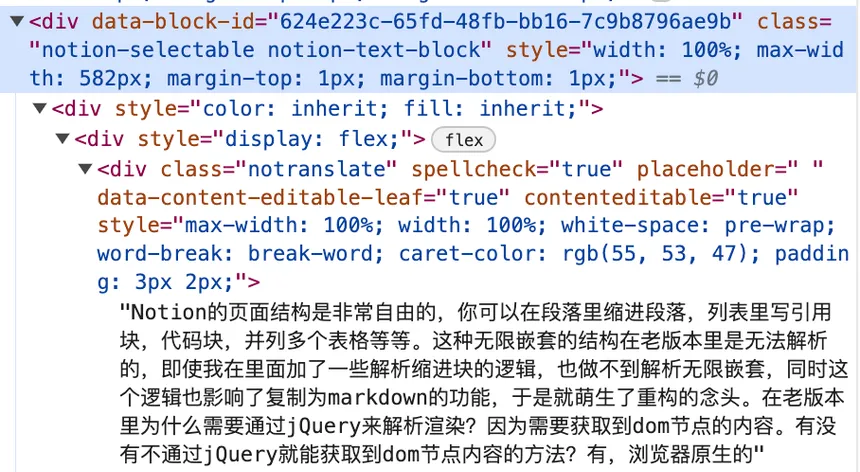 <div data-block-id="624e223c-65fd-48fb-bb16-7c9b8796ae9b" class=
"notion-selectable notion-text-block" style="width: 100%; max-wid
th: 582px; margin-top: 1px; margin-bottom: 1px;"> == $0
<div style="color: inherit; fill: inherit;">
<div style="display: flex;"> flex
<div class="notranslate" spellcheck="true" placeholder=" "
data-content-editable-leaf="true" contenteditable="true"
style="max-width: 100%; width: 100%; white-space: pre-wrap;
word-break: break-word; caret-color: rgb(55, 53, 47); paddin
g: 3px 2px;">
"Notion的页面结构是非常自由的，你可以在段落里缩进段落，列表里写引用
块，代码块，并列多个表格等等。这种无限嵌套的结构在老版本里是无法解析
的，即使我在里面加了一些解析缩进块的逻辑，也做不到解析无限嵌套，同时这
个逻辑也影响了复制为markdown的功能，于是就萌生了重构的念头。在老版本
里为什么需要通过jQuery来解析渲染？因为需要获取到dom节点的内容。有没
有不通过jQuery就能获取到dom节点内容的方法？有，浏览器原生的"